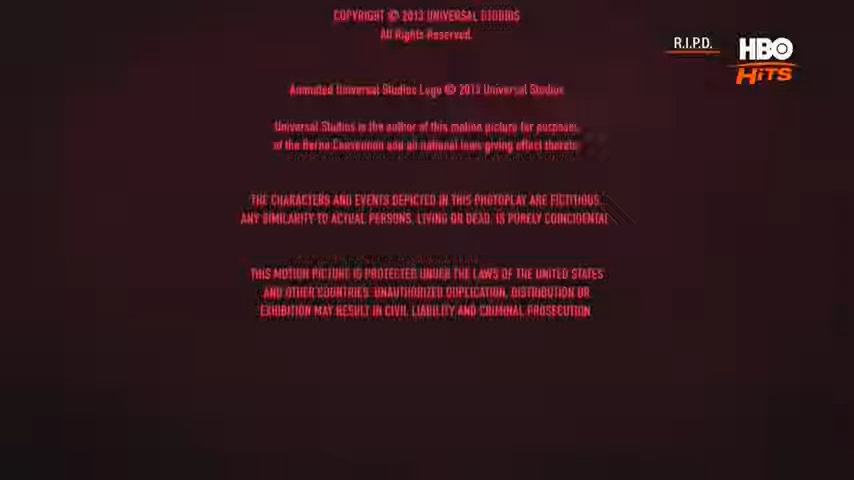 COPYRIGHT © 2013 UNIVERSAL STUDIOS
All Rights Reserved.
R.I.P.D.
HBO
HiTS
Animated Universal Studios Logo © 2013 Universal Studios
Universal Studios is the author of this motion picture for purposes
of the Berne Convention and all national laws giving effect thereto
THE CHARACTERS AND EVENTS DEPICTED IN THIS PHOTOPLAY ARE FICTITIOUS.
ANY SIMILARITY TO ACTUAL PERSONS, LIVING OR DEAD, IS PURELY COINCIDENTAL
THIS MOTION PICTURE IS PROTECTED UNDER THE LAWS OF THE UNITED STATES
AND OTHER COUNTRIES. UNAUTHORIZED DUPLICATION, DISTRIBUTION OR
EXHIBITION MAY RESULT IN CIVIL LIABILITY AND CRIMINAL PROSECUTION